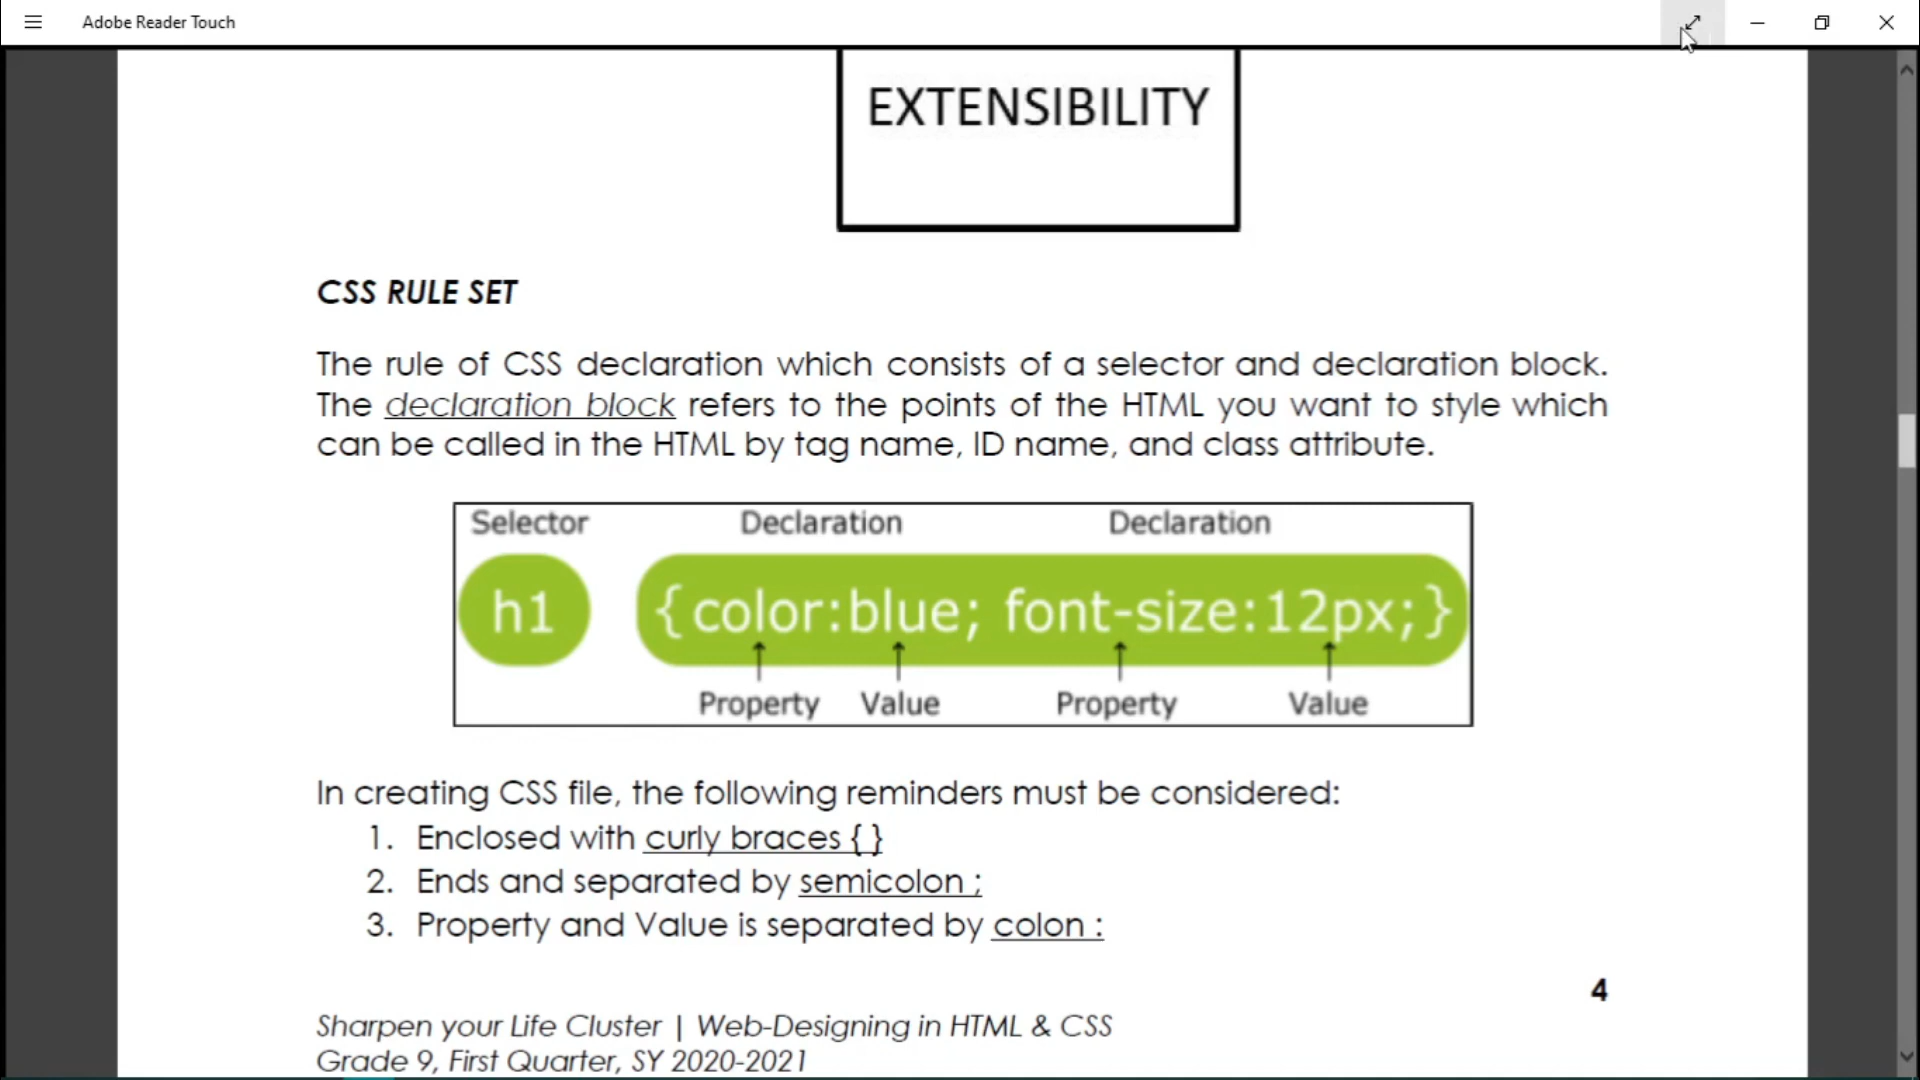 Adobe Reader Touch
EXTENSIBILITY
CSS RULE SET
The rule of CSS declaration which consists of a selector and declaration block.
The declaration block refers to the points of the HTML you want to style which
can be called in the HTML by tag name, ID name, and class attribute.
Selector Declaration Declaration
h1 {color:blue; font-size:12px;}
Property Value Property Value
In creating CSS file, the following reminders must be considered:
1. Enclosed with curly braces { }
2. Ends and separated by semicolon ;
3. Property and Value is separated by colon :
4
Sharpen your Life Cluster | Web-Designing in HTML & CSS
Grade 9, First Quarter, SY 2020-2021